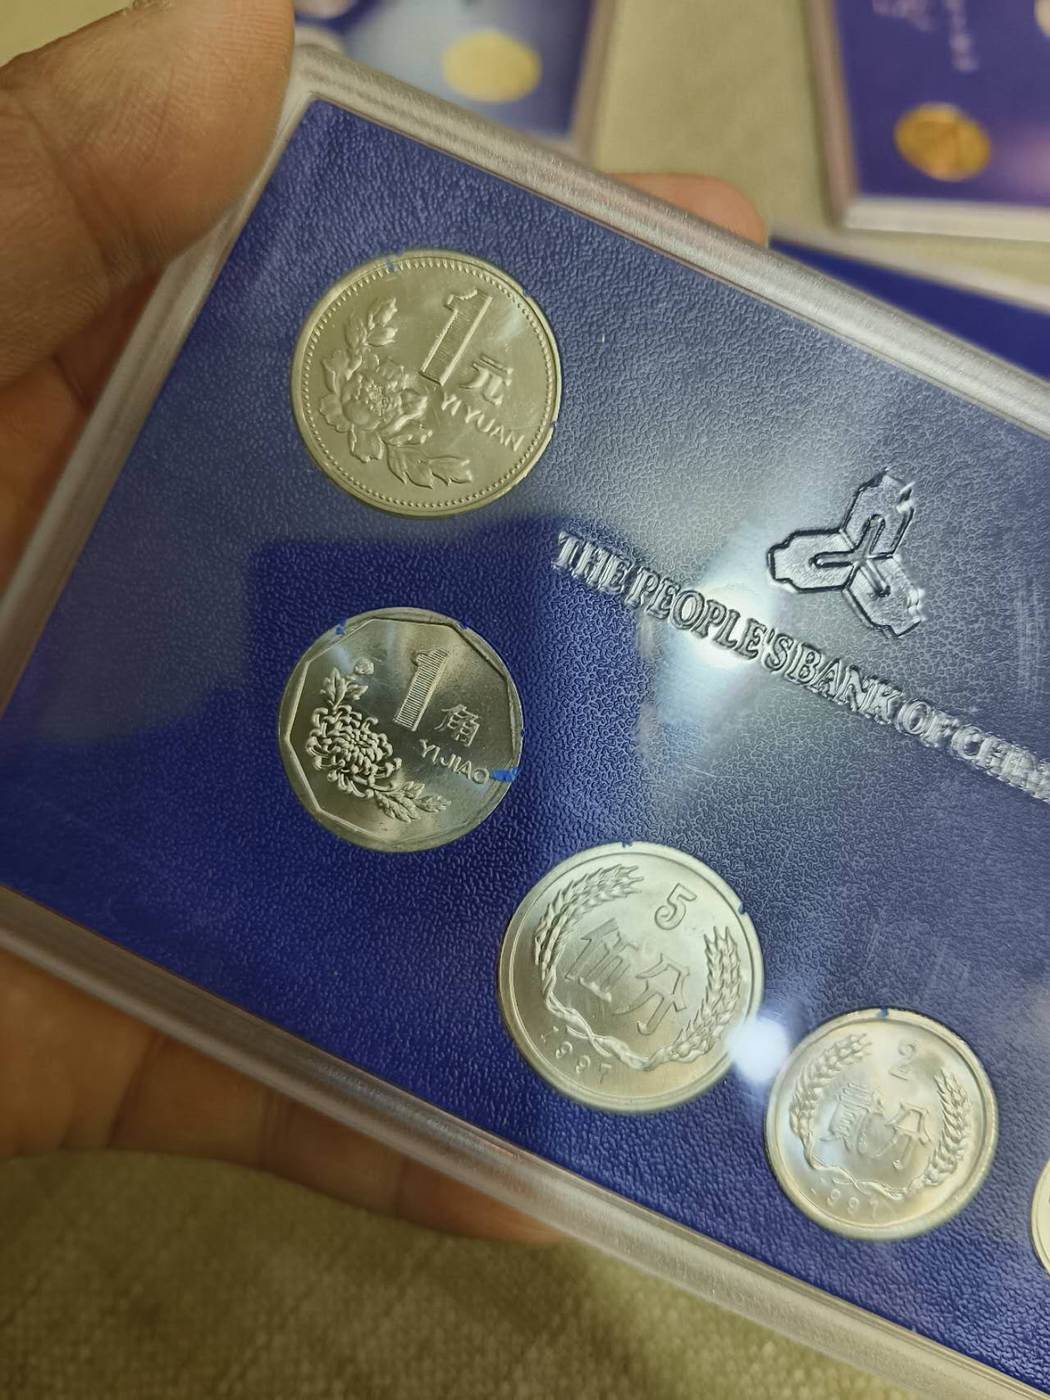 1元
YI YUAN
THE PEOPLE'S BANK OF
1角
YI JIAO
5
伍分
1997
2
贰分
1997